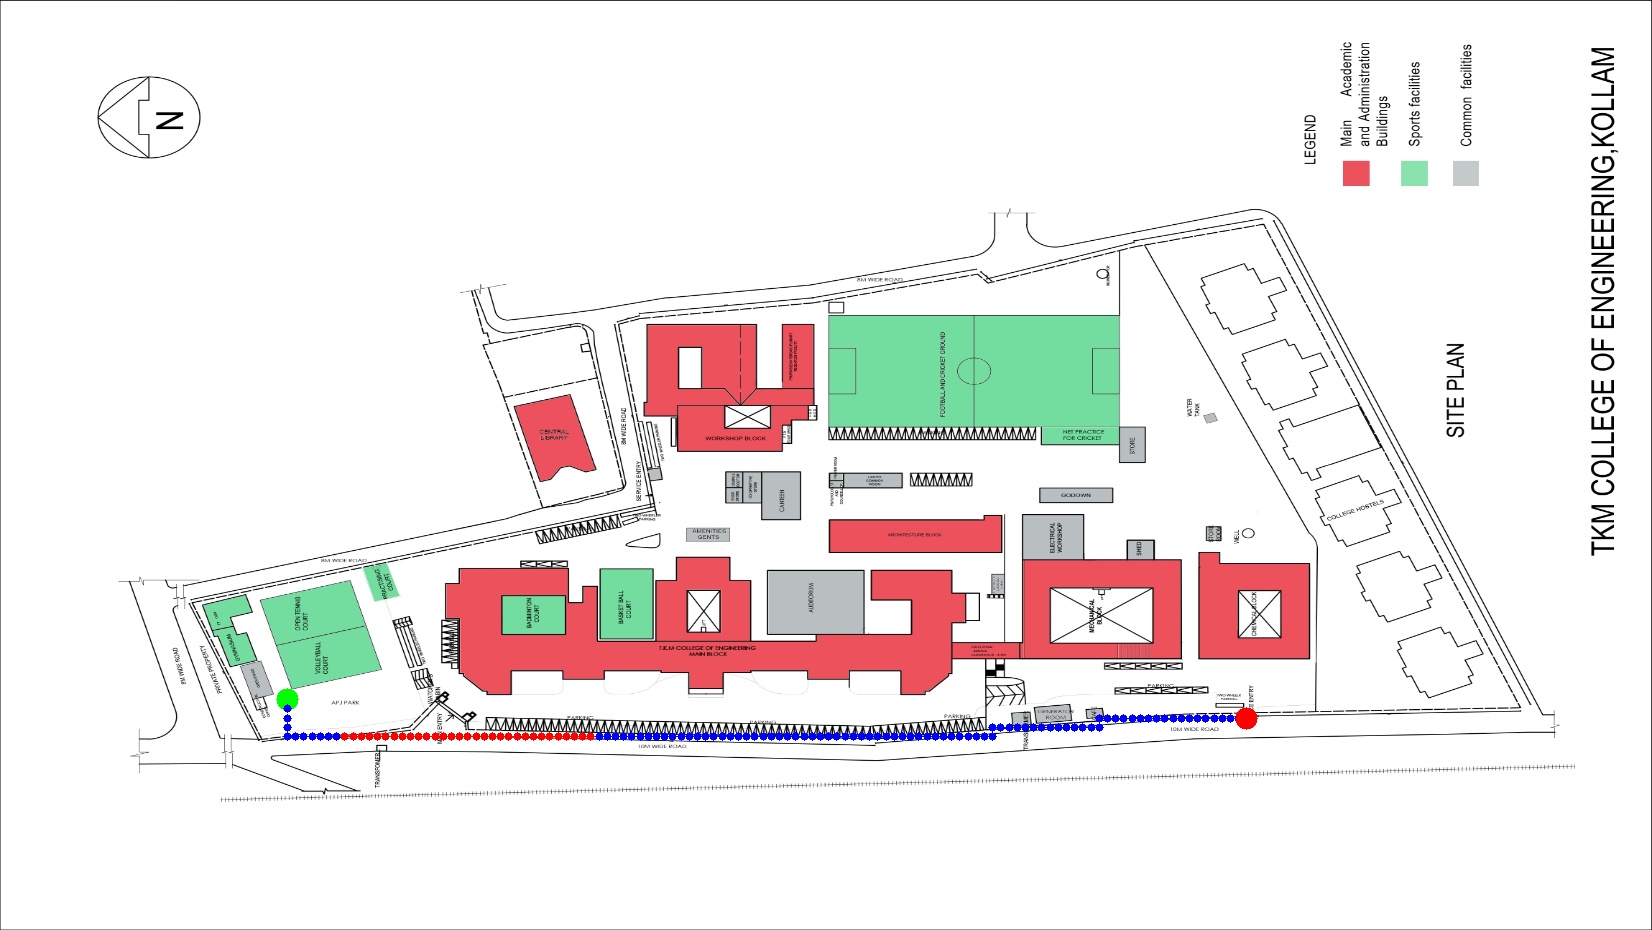 N
LEGEND
Main Academic
and Administration
Buildings
Sports facilities
Common facilities
TKM COLLEGE OF ENGINEERING,KOLLAM
SITE PLAN
8M WIDE ROAD
FOOTBALL AND CRICKET GROUND
WORKSHOP BLOCK
CENTRAL
LIBRARY
8M WIDE ROAD
SERVICE ENTRY
NET PRACTICE
FOR CRICKET
STORE
WATER
TANK
CANTEEN
GODOWN
COLLEGE HOSTELS
AMENITIES
GENTS
ARCHITECTURE BLOCK
ELECTRICAL
WORKSHOP
SHED
STORE
ROOM
WELL
8M WIDE ROAD
OPEN TENNIS
COURT
VOLLEYBALL
COURT
BADMINTON
COURT
BASKET BALL
COURT
AUDITORIUM
MECHANICAL
BLOCK
CHEMICAL BLOCK
T.K.M COLLEGE OF ENGINEERING
MAIN BLOCK
8M WIDE ROAD
PRIVATE PROPERTY
APJ PARK
PARKING
PARKING
PARKING
PARKING
GENERATOR
ROOM
10M WIDE ROAD
10M WIDE ROAD